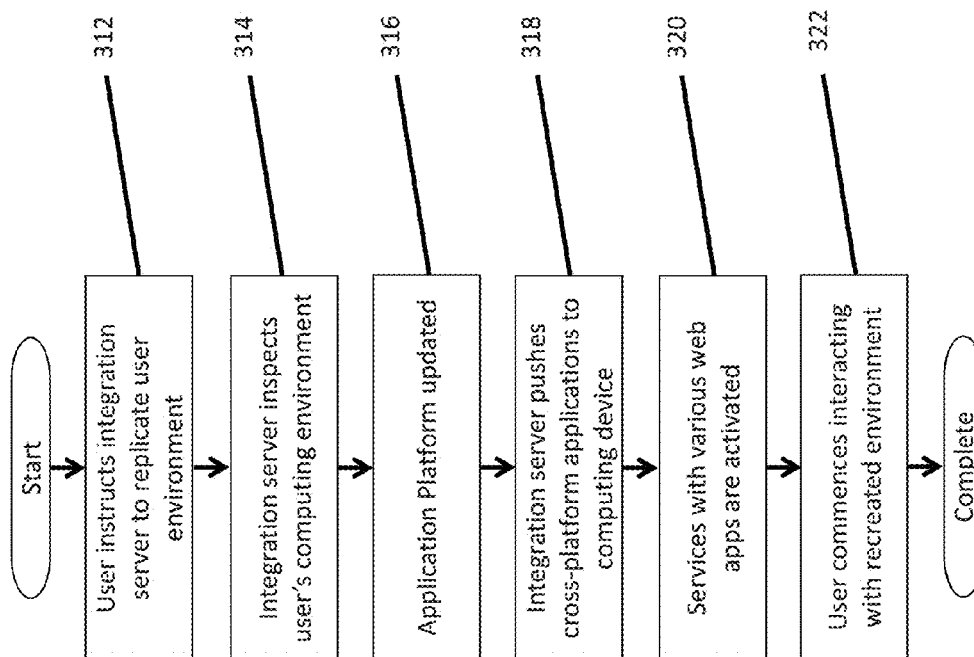 Start
User instructs integration
server to replicate user
environment
312
Integration server inspects
user's computing environment
314
Application Platform updated
316
Integration server pushes
cross-platform applications to
computing device
318
Services with various web
apps are activated
320
User commences interacting
with recreated environment
322
Complete